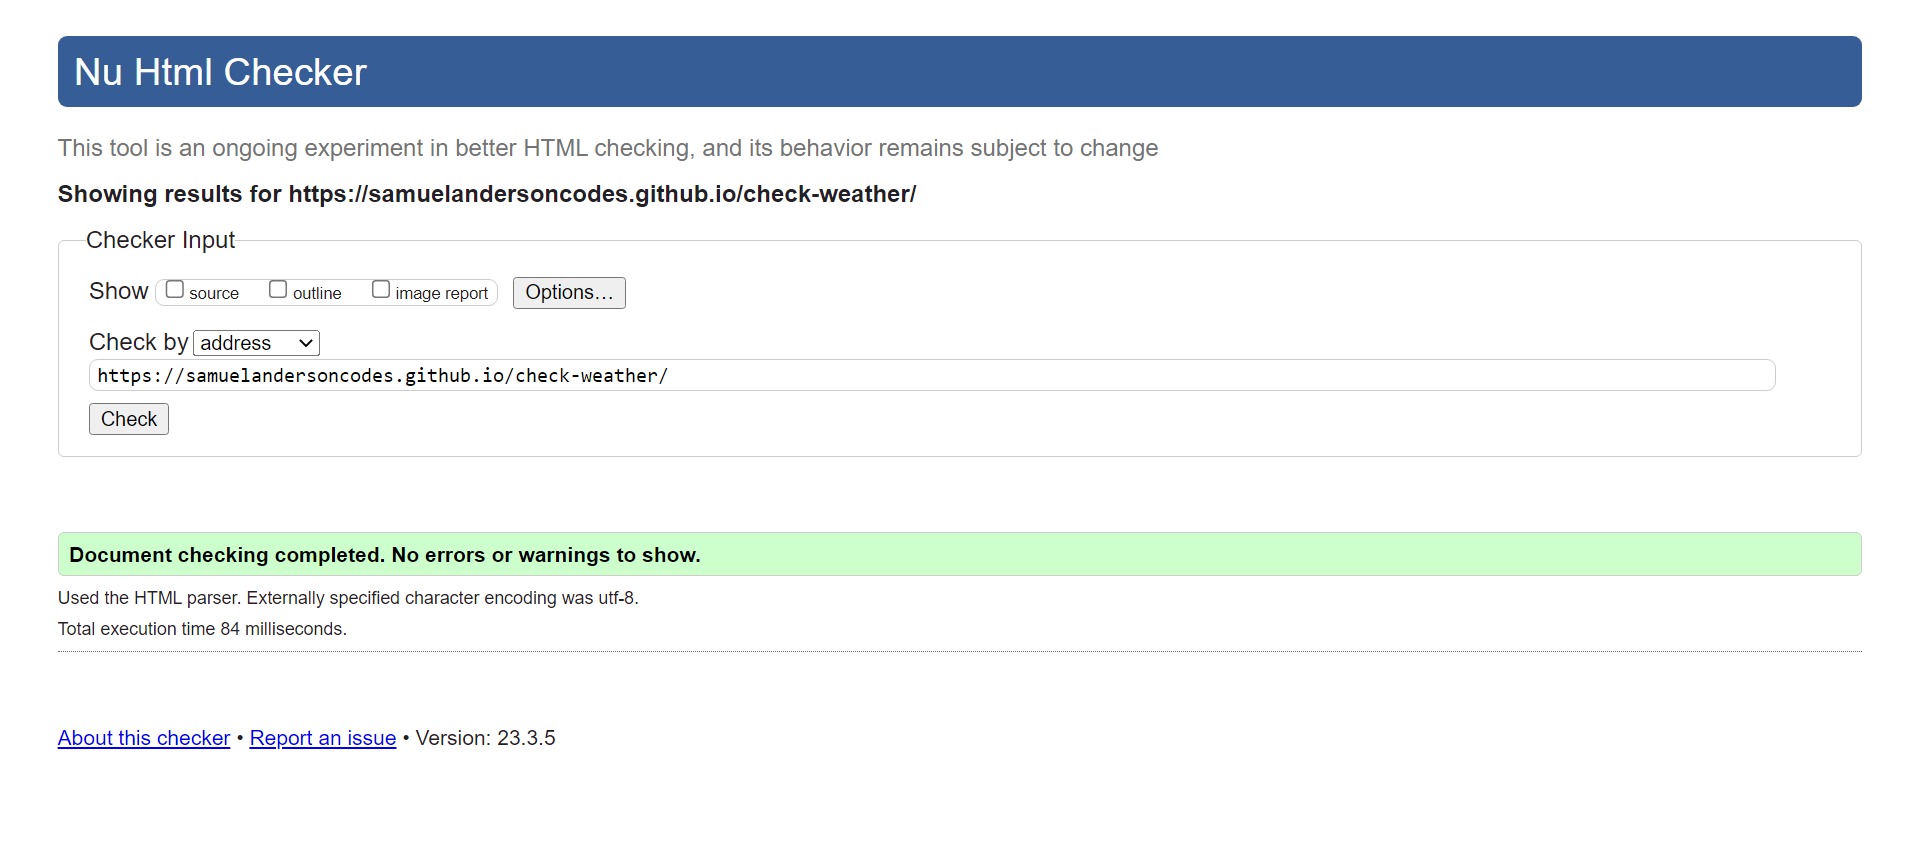 Nu Html Checker
This tool is an ongoing experiment in better HTML checking, and its behavior remains subject to change
Showing results for https://samuelandersoncodes.github.io/check-weather/
Checker Input
Show source outline image report Options…
Check by address
https://samuelandersoncodes.github.io/check-weather/
Check
Document checking completed. No errors or warnings to show.
Used the HTML parser. Externally specified character encoding was utf-8.
Total execution time 84 milliseconds.
About this checker • Report an issue • Version: 23.3.5